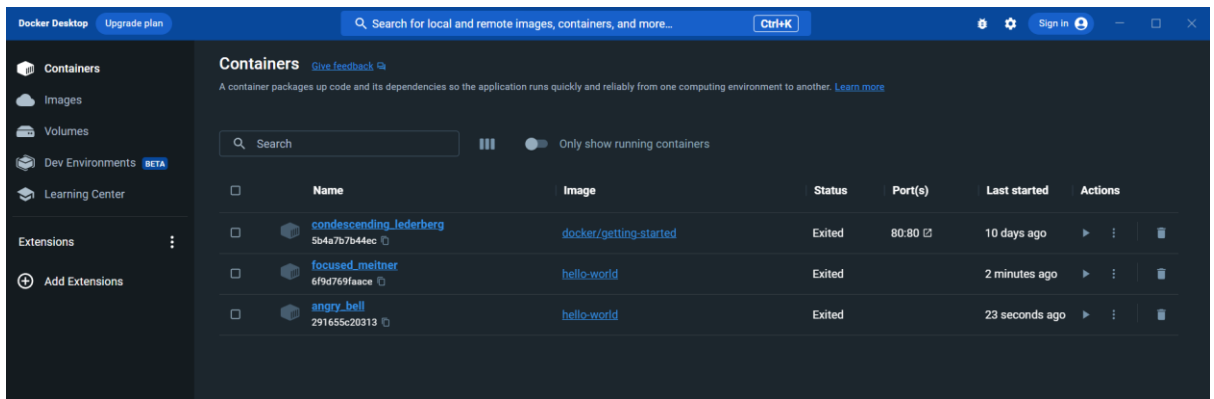 Docker Desktop Upgrade plan Search for local and remote images, containers, and more... Ctrl+K Sign in
Containers
Images
Volumes
Dev Environments BETA
Learning Center
Extensions
Add Extensions
Containers Give feedback
A container packages up code and its dependencies so the application runs quickly and reliably from one computing environment to another. Learn more
Search Only show running containers
Name Image Status Port(s) Last started Actions
condescending_lederberg
5b4a7b7b44ec docker/getting-started Exited 80:80 10 days ago
focused_meitner
6f9d769faace hello-world Exited 2 minutes ago
angry_bell
291655c20313 hello-world Exited 23 seconds ago